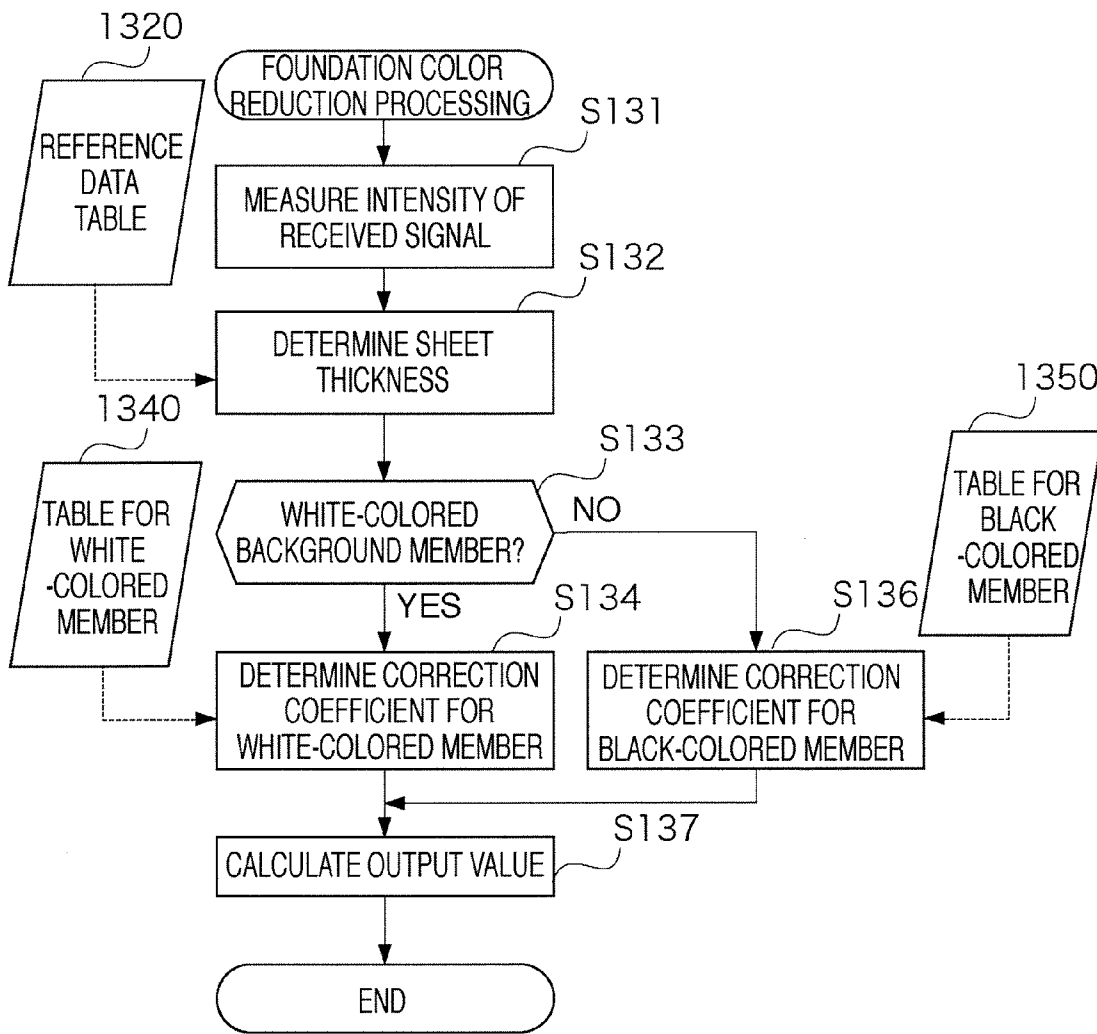 1320
FOUNDATION COLOR
REDUCTION PROCESSING
REFERENCE
DATA
TABLE
S131
MEASURE INTENSITY OF
RECEIVED SIGNAL
S132
DETERMINE SHEET
THICKNESS
1340
TABLE FOR
WHITE
-COLORED
MEMBER
S133
WHITE-COLORED
BACKGROUND MEMBER?
NO
YES
1350
TABLE FOR
BLACK
-COLORED
MEMBER
S134
DETERMINE CORRECTION
COEFFICIENT FOR
WHITE-COLORED MEMBER
S136
DETERMINE CORRECTION
COEFFICIENT FOR
BLACK-COLORED MEMBER
S137
CALCULATE OUTPUT VALUE
END